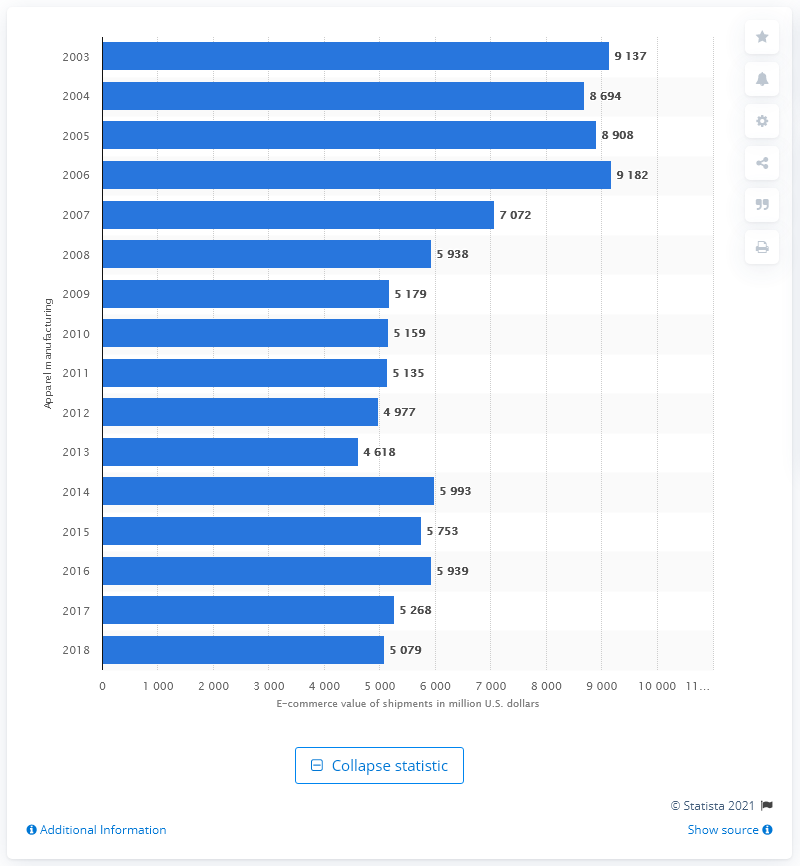 2003 9 137
2004 8 694
2005 8 908
2006 9 182
2007 7 072
2008 5 938
2009 5 179
2010 5 159
2011 5 135
2012 4 977
2013 4 618
2014 5 993
2015 5 753
2016 5 939
2017 5 268
2018 5 079
Apparel manufacturing
0 1 000 2 000 3 000 4 000 5 000 6 000 7 000 8 000 9 000 10 000 11…
E-commerce value of shipments in million U.S. dollars
Collapse statistic
© Statista 2021
Additional Information
Show source